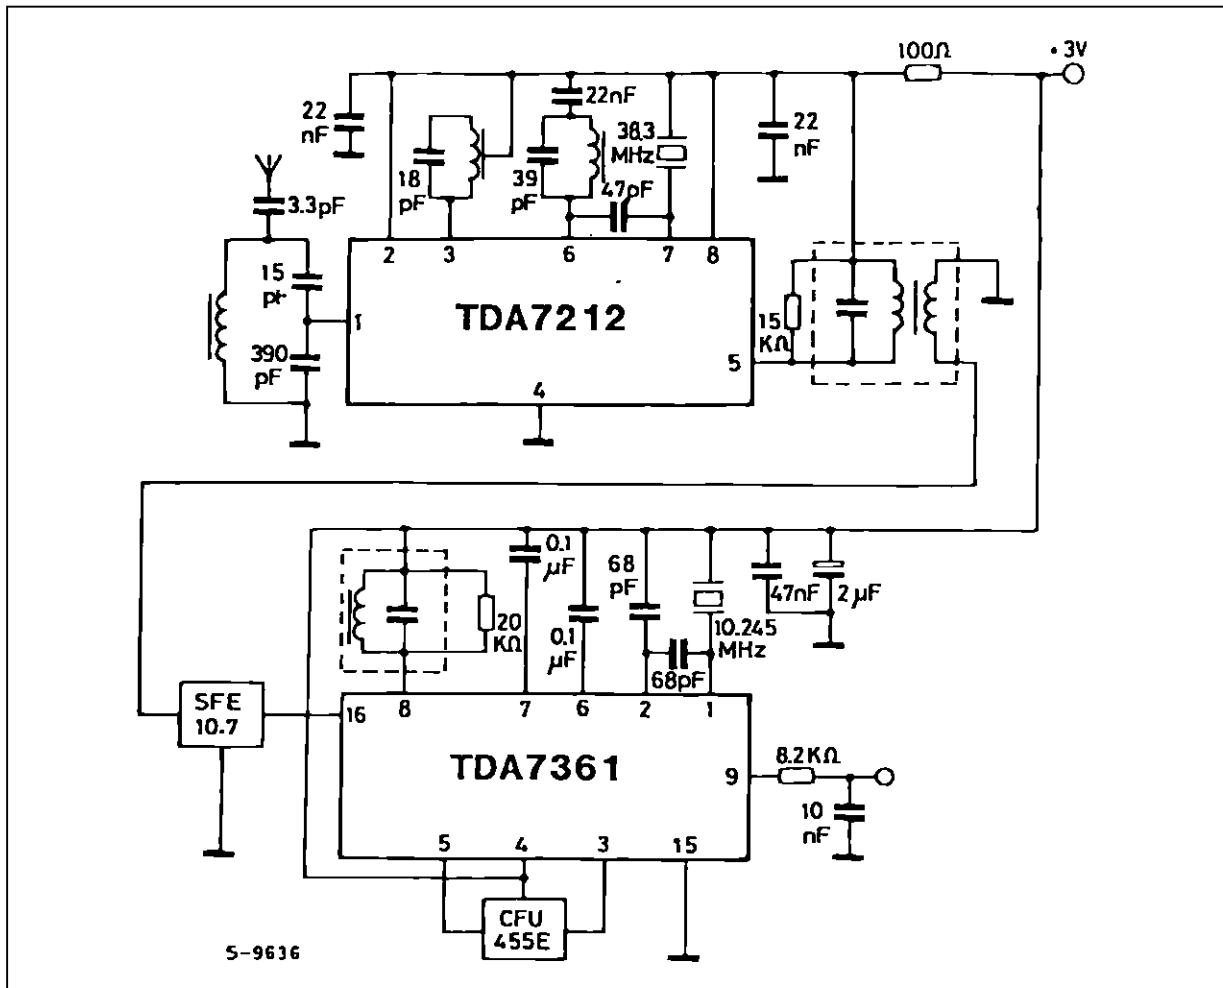 100Ω
· 3V
22
nF
22nF
38.3
MHz
22
nF
18
pF
39
pF
47pF
3.3pF
2
3
6
7
8
15
pF
TDA7212
1
15
KΩ
390
pF
5
4
0.1
µF
68
pF
47nF
2µF
20
KΩ
0.1
µF
10.245
MHz
68pF
SFE
10.7
16
8
7
6
2
1
TDA7361
9
8.2KΩ
10
nF
5
4
3
15
CFU
455E
S-9636